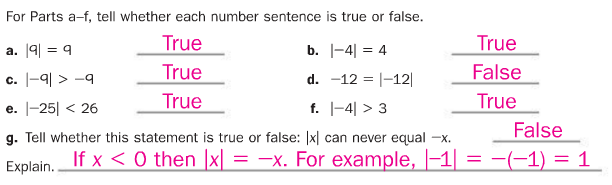 For Parts a–f, tell whether each number sentence is true or false.
a. |9| = 9 True b. |−4| = 4 True
c. |−9| > −9 True d. −12 = |−12| False
e. |−25| < 26 True f. |−4| > 3 True
g. Tell whether this statement is true or false: |x| can never equal −x. False
Explain. If x < 0 then |x| = −x. For example, |−1| = −(−1) = 1